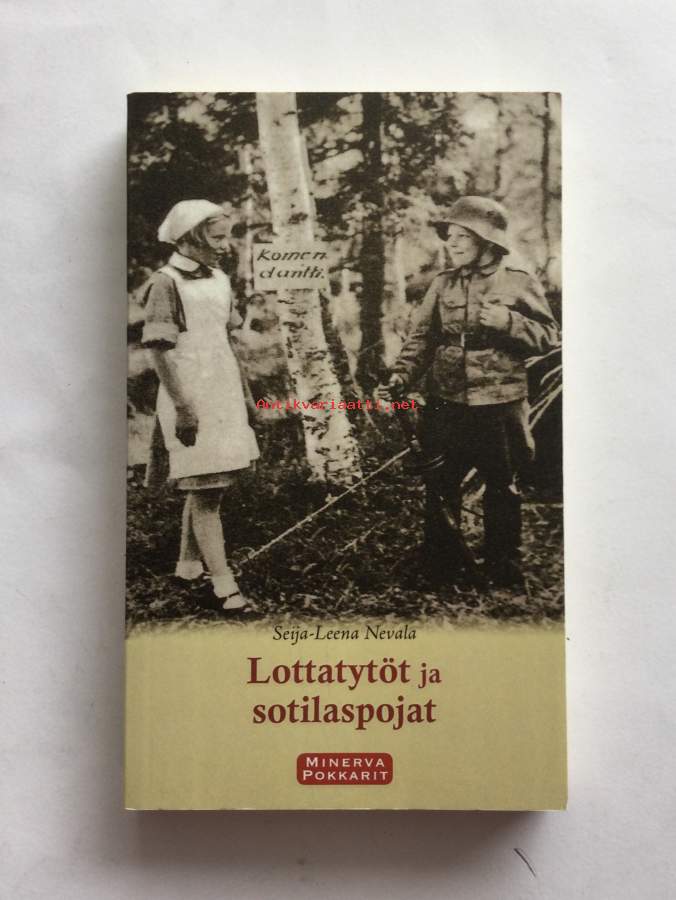 Komen
dantti.
Antikvariaatti.net
Seija-Leena Nevala
Lottatytöt ja
sotilaspojat
MINERVA
POKKARIT